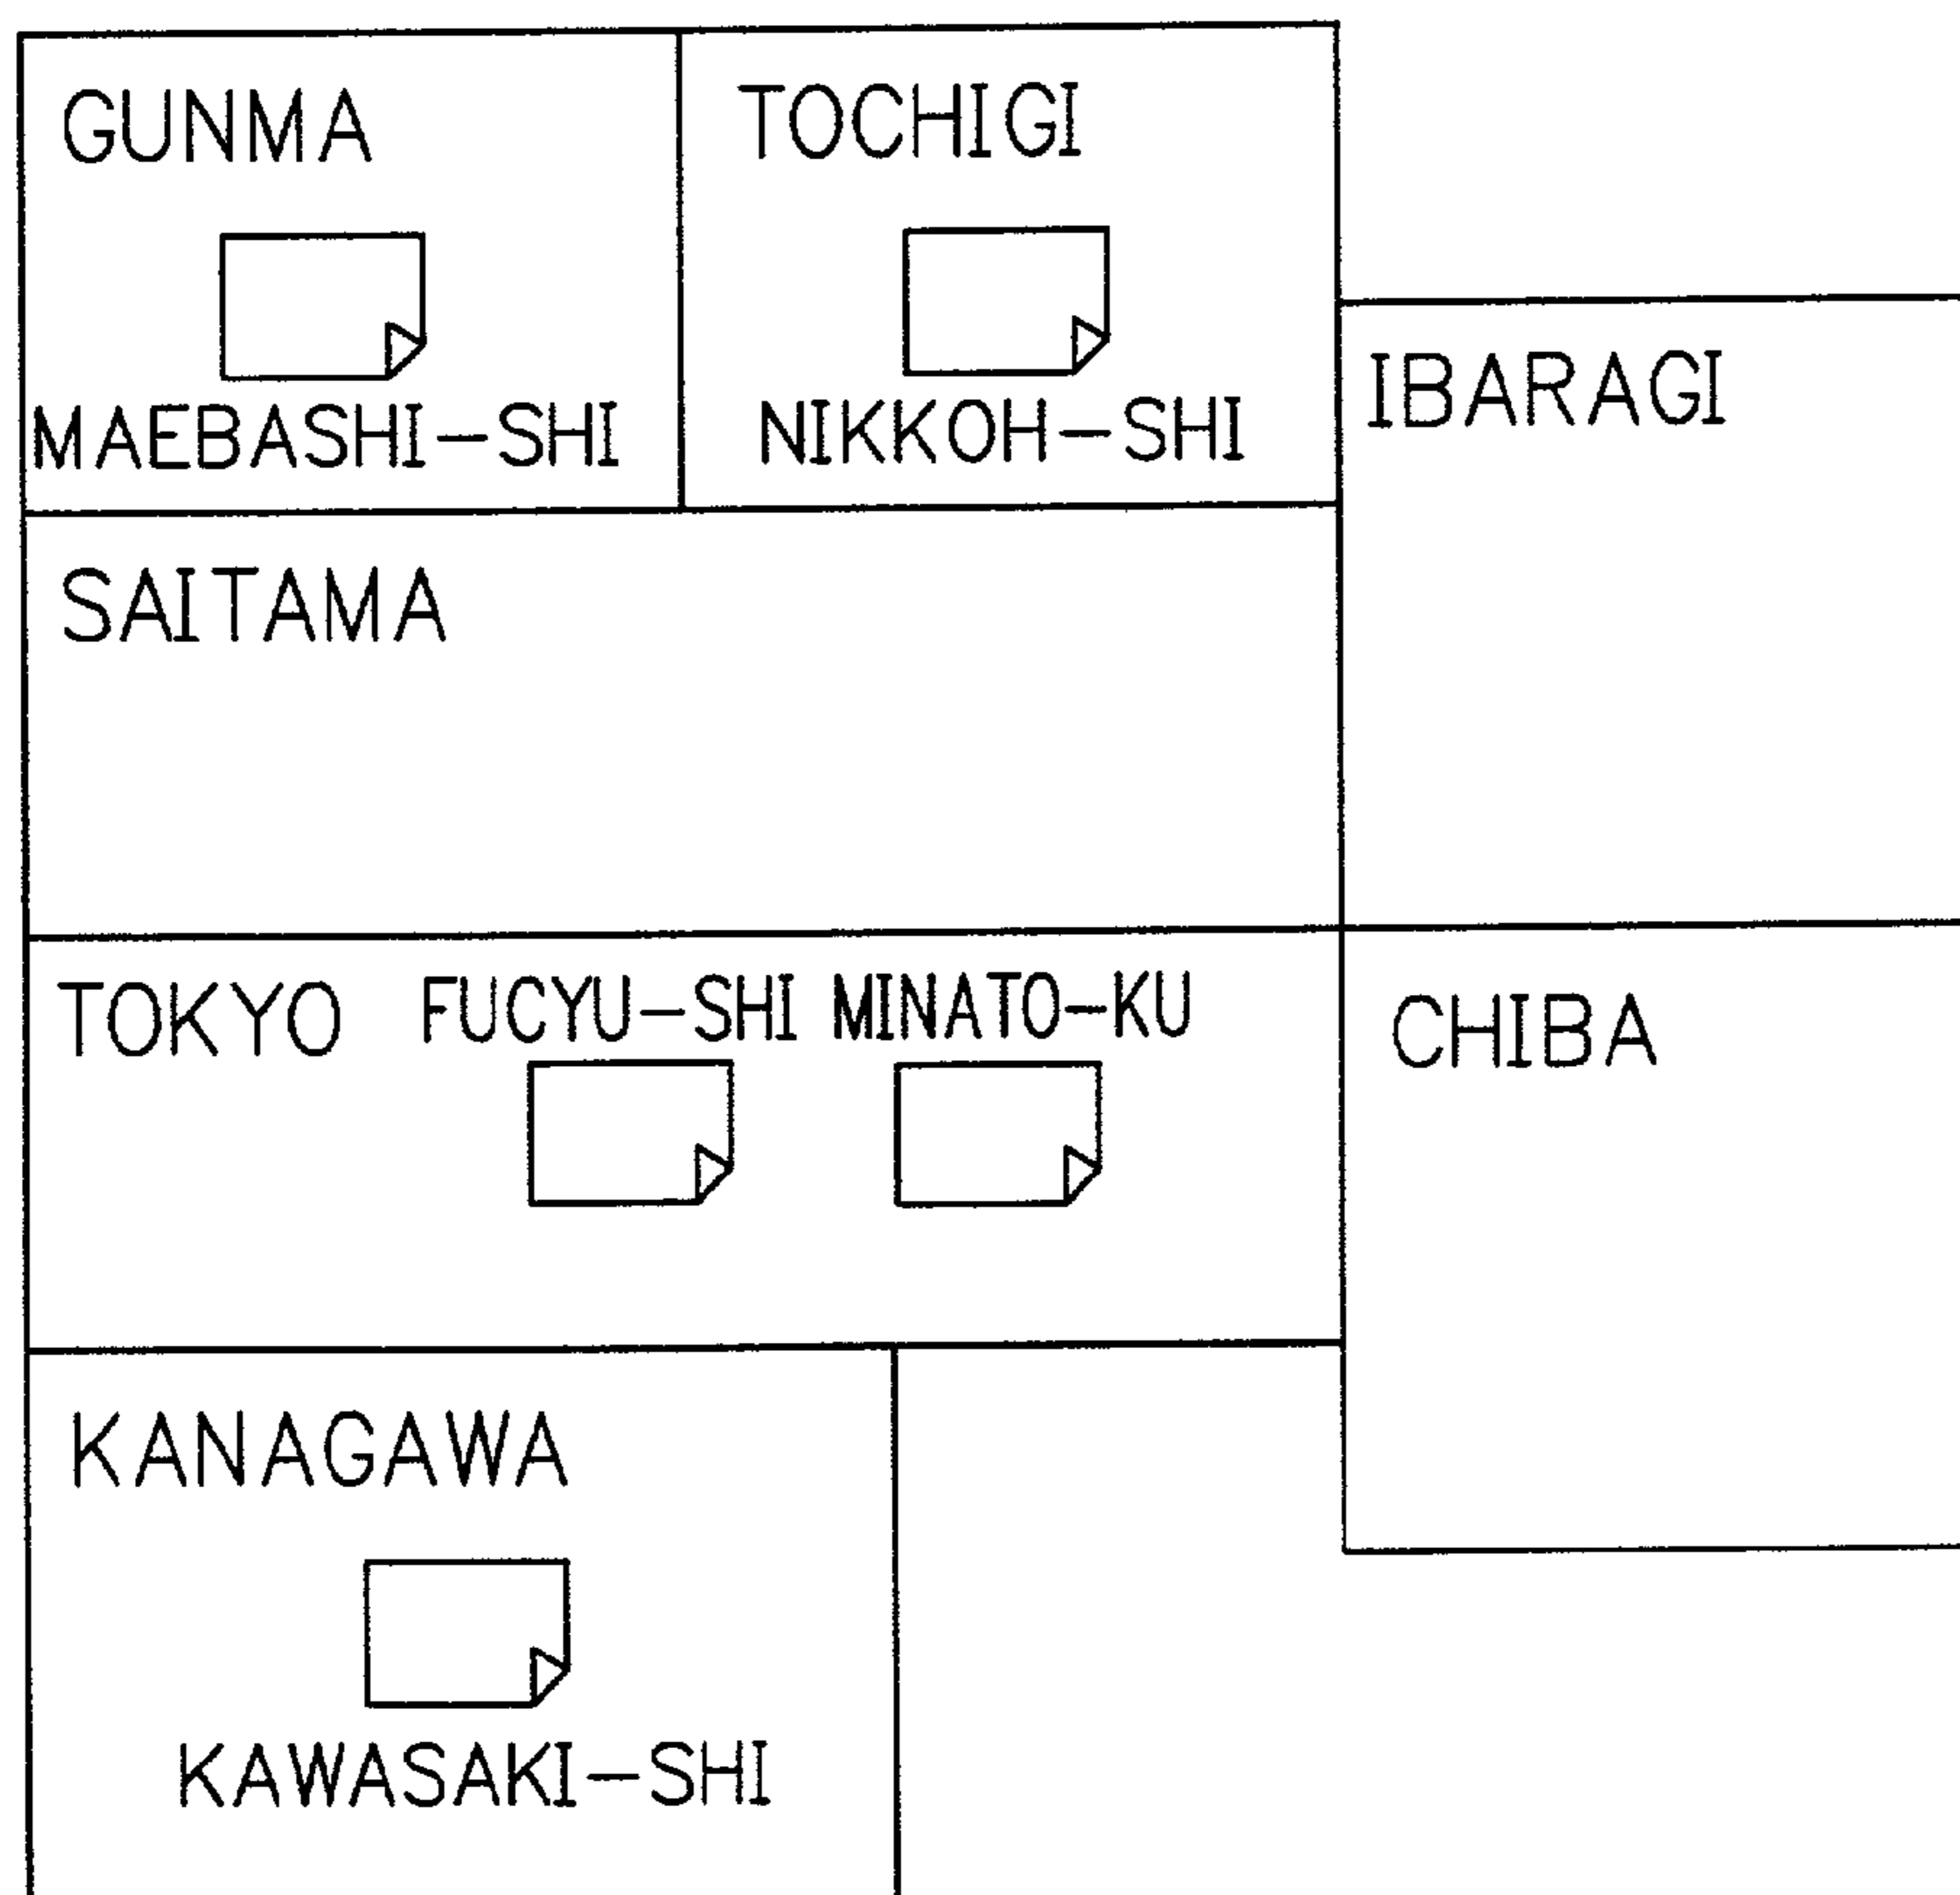 GUNMA
TOCHIGI
MAEBASHI-SHI
NIKKOH-SHI
IBARAGI
SAITAMA
TOKYO FUCYU-SHI MINATO-KU
CHIBA
KANAGAWA
KAWASAKI-SHI